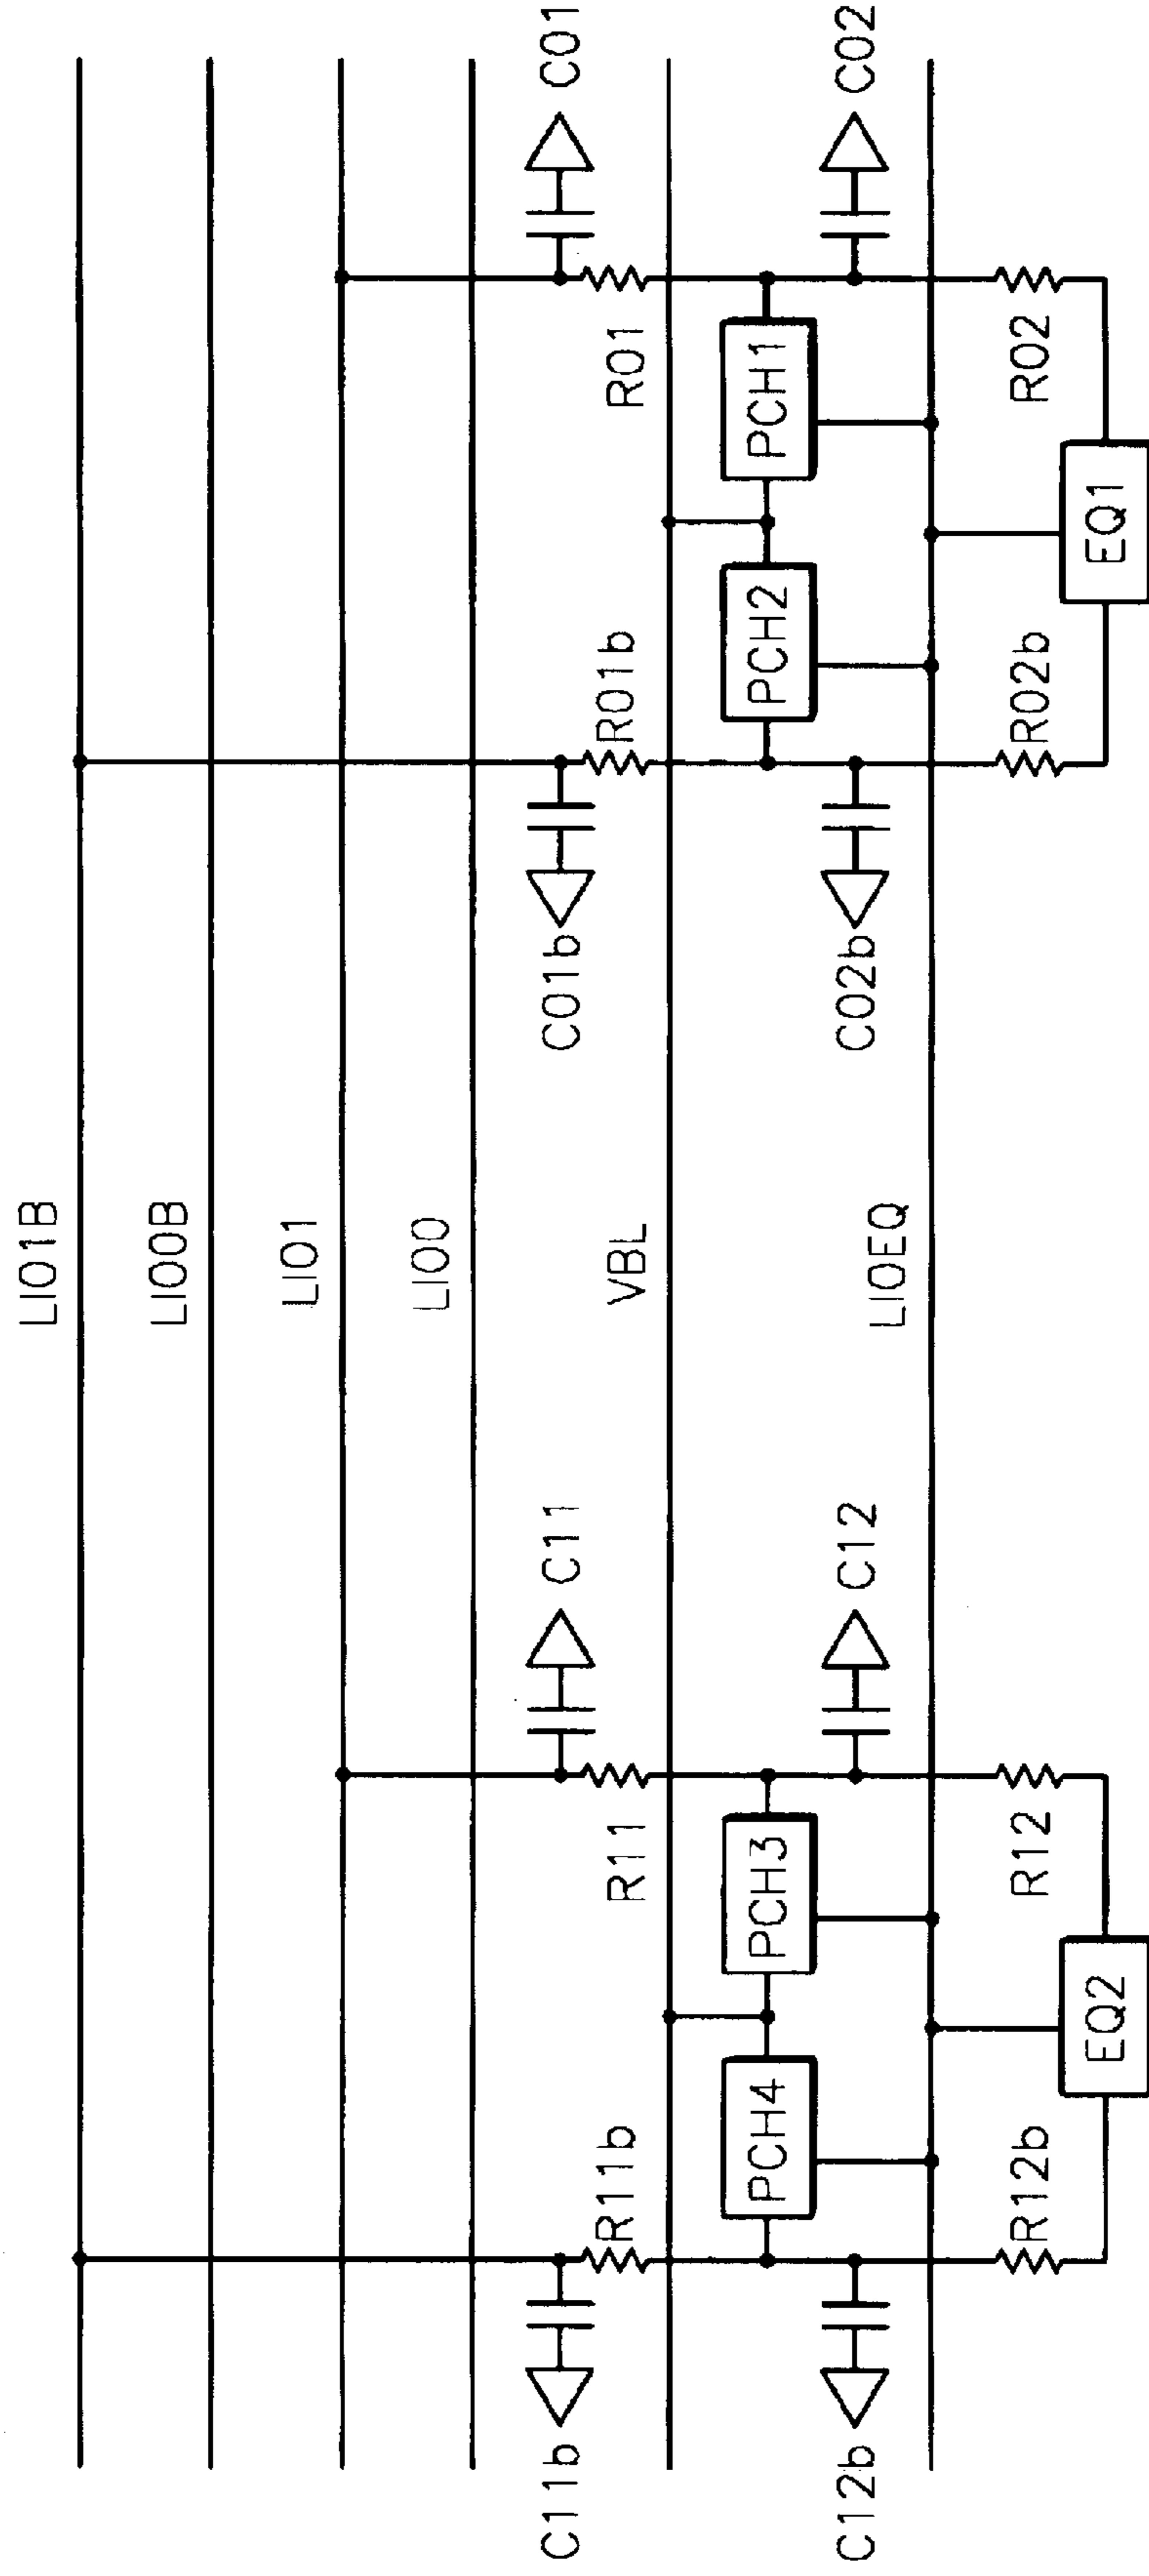 LIO1B
LIO0B
LIO1
LIO0
C11b
C11
C01b
C01
R11b
R11
R01b
R01
VBL
PCH4
PCH3
PCH2
PCH1
C12b
C12
C02b
C02
LIOEQ
R12b
R12
R02b
R02
EQ2
EQ1